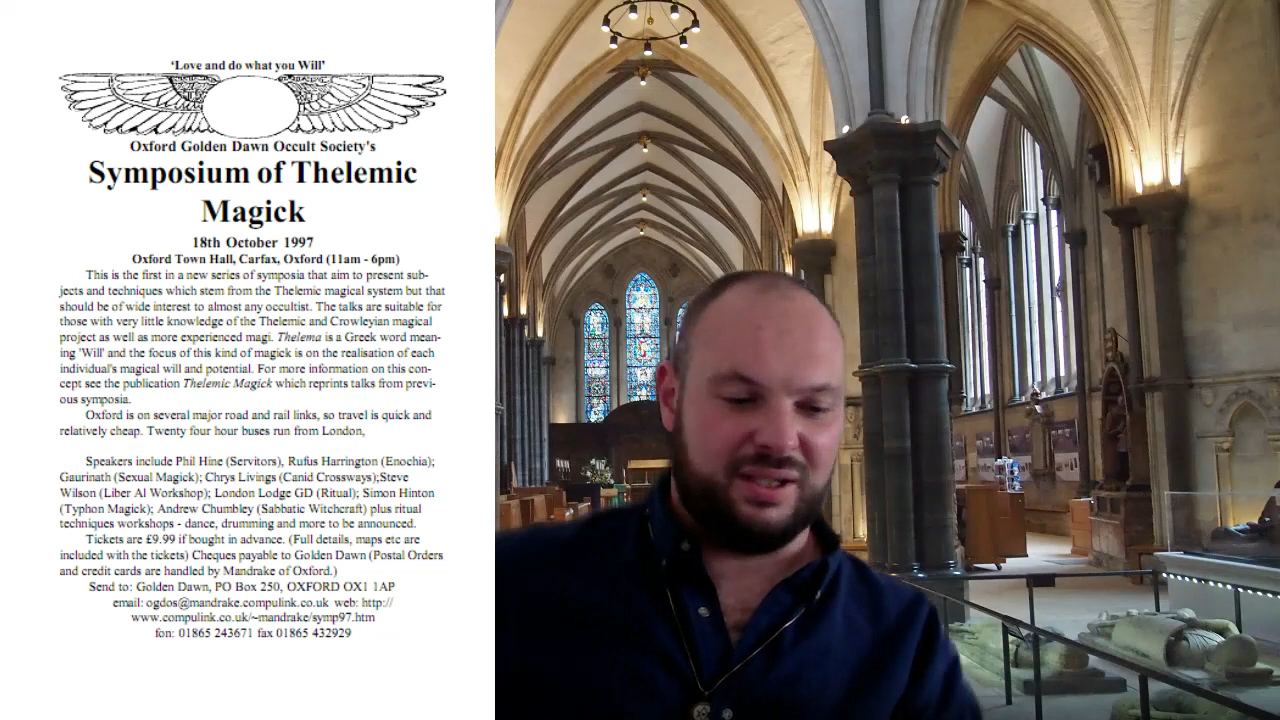 ‘Love and do what you Will’
Oxford Golden Dawn Occult Society's
Symposium of Thelemic
Magick
18th October 1997
Oxford Town Hall, Carfax, Oxford (11am - 6pm)
This is the first in a new series of symposia that aim to present sub-
jects and techniques which stem from the Thelemic magical system but that
should be of wide interest to almost any occultist. The talks are suitable for
those with very little knowledge of the Thelemic and Crowleyian magical
project as well as more experienced magi. Thelema is a Greek word mean-
ing 'Will' and the focus of this kind of magick is on the realisation of each
individual's magical will and potential. For more information on this con-
cept see the publication Thelemic Magick which reprints talks from previ-
ous symposia.
Oxford is on several major road and rail links, so travel is quick and
relatively cheap. Twenty four hour buses run from London,
Speakers include Phil Hine (Servitors), Rufus Harrington (Enochia);
Gaurinath (Sexual Magick); Chrys Livings (Canid Crossways);Steve
Wilson (Liber Al Workshop); London Lodge GD (Ritual); Simon Hinton
(Typhon Magick); Andrew Chumbley (Sabbatic Witchcraft) plus ritual
techniques workshops - dance, drumming and more to be announced.
Tickets are £9.99 if bought in advance. (Full details, maps etc are
included with the tickets) Cheques payable to Golden Dawn (Postal Orders
and credit cards are handled by Mandrake of Oxford.)
Send to: Golden Dawn, PO Box 250, OXFORD OX1 1AP
email: ogdos@mandrake.compulink.co.uk web: http://
www.compulink.co.uk/~mandrake/symp97.htm
fon: 01865 243671 fax 01865 432929